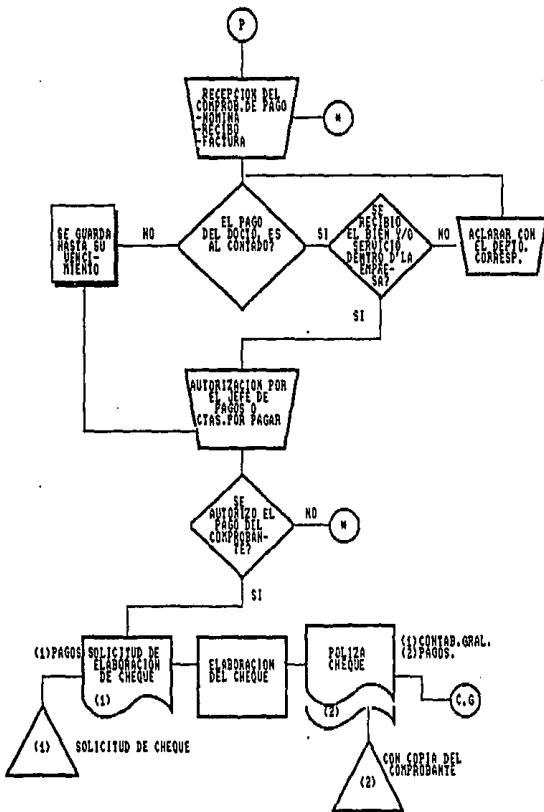 P
RECEPCION DEL
COMPROB.DE PAGO
-NOMINA
-RECIBO
-FACTURA
*
SE GUARDA
HASTA SU
VENCI-
MIENTO
NO
EL PAGO
DEL DOCTO. ES
AL CONTADO?
SI
SE
RECIBIO
EL BIEN Y/O
SERVICIO
DENTRO D'LA
EMPRE-
SA?
NO
ACLARAR CON
EL DEPTO.
CORRESP.
SI
AUTORIZACION POR
EL JEFE DE
PAGOS O
CTAS.POR PAGAR
SE
AUTORIZO EL
PAGO DEL
COMPROBAN-
TE?
NO
*
SI
(1)PAGOS
SOLICITUD DE
ELABORACION
DE CHEQUE
(1)
ELABORACION
DEL CHEQUE
POLIZA
CHEQUE
(2)
(1)CONTAB.GRAL.
(2)PAGOS.
C.G
(1)
SOLICITUD DE CHEQUE
(2)
CON COPIA DEL
COMPROBANTE